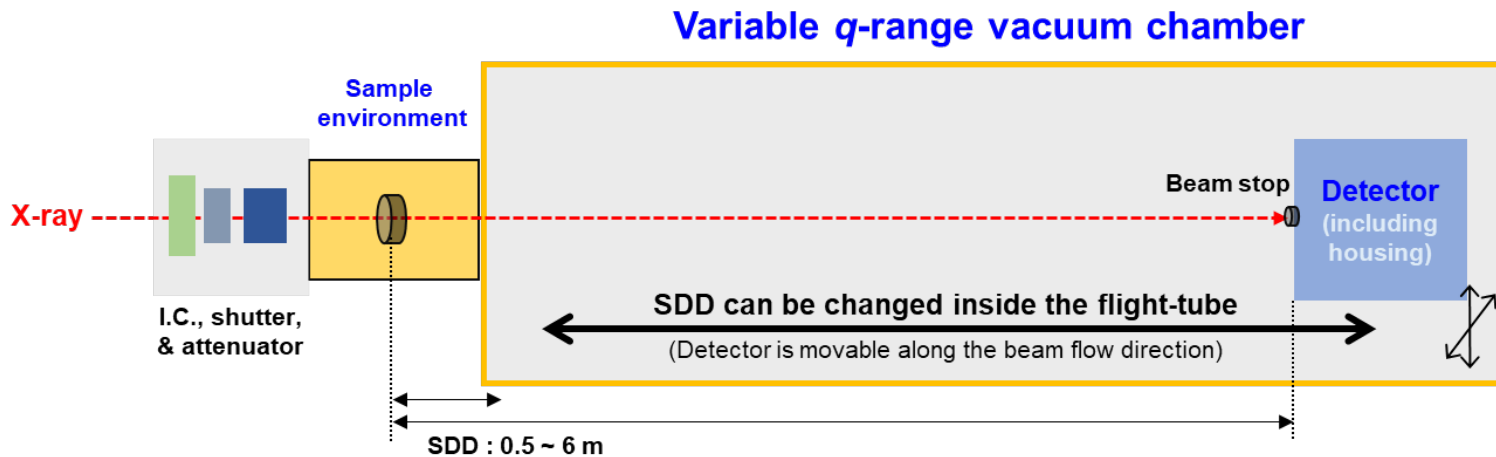 Variable q-range vacuum chamber
Sample
environment
X-ray
Beam stop
Detector
(including
housing)
I.C., shutter,
& attenuator
SDD can be changed inside the flight-tube
(Detector is movable along the beam flow direction)
SDD : 0.5 ~ 6 m